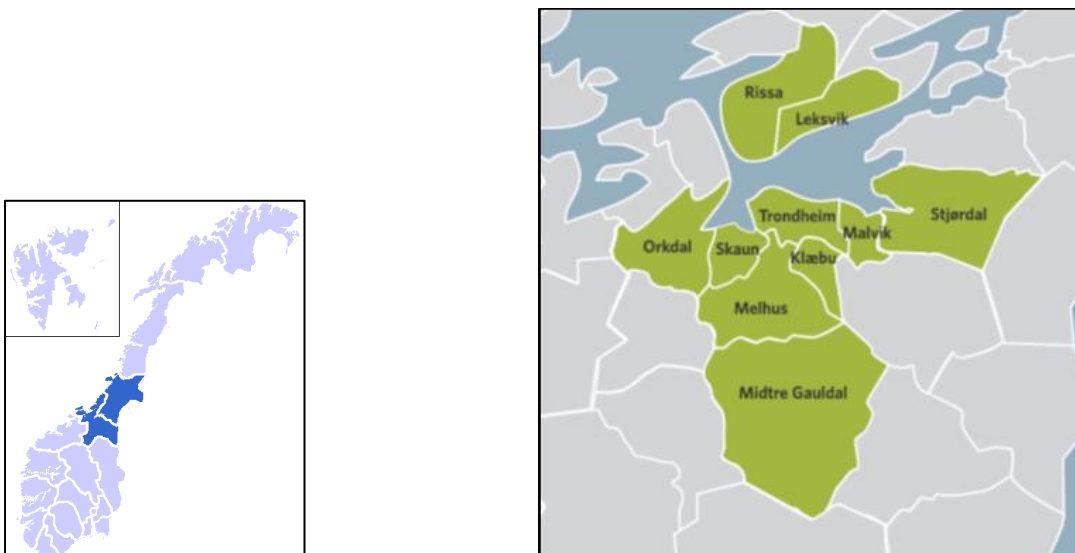 Rissa
Leksvik
Trondheim
Stjørdal
Malvik
Orkdal
Skaun
Klæbu
Melhus
Midtre Gauldal